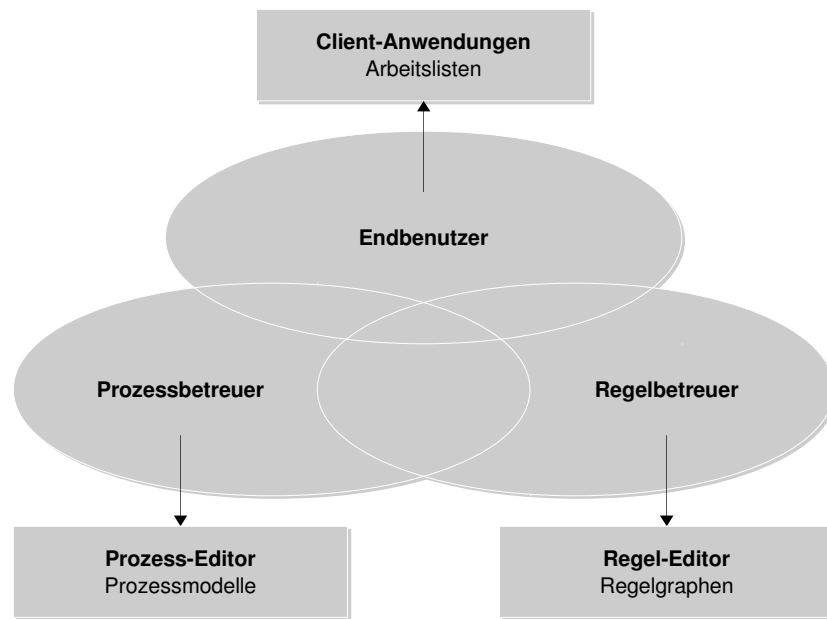 Client-Anwendungen
Arbeitslisten
Endbenutzer
Prozessbetreuer
Regelbetreuer
Prozess-Editor
Prozessmodelle
Regel-Editor
Regelgraphen